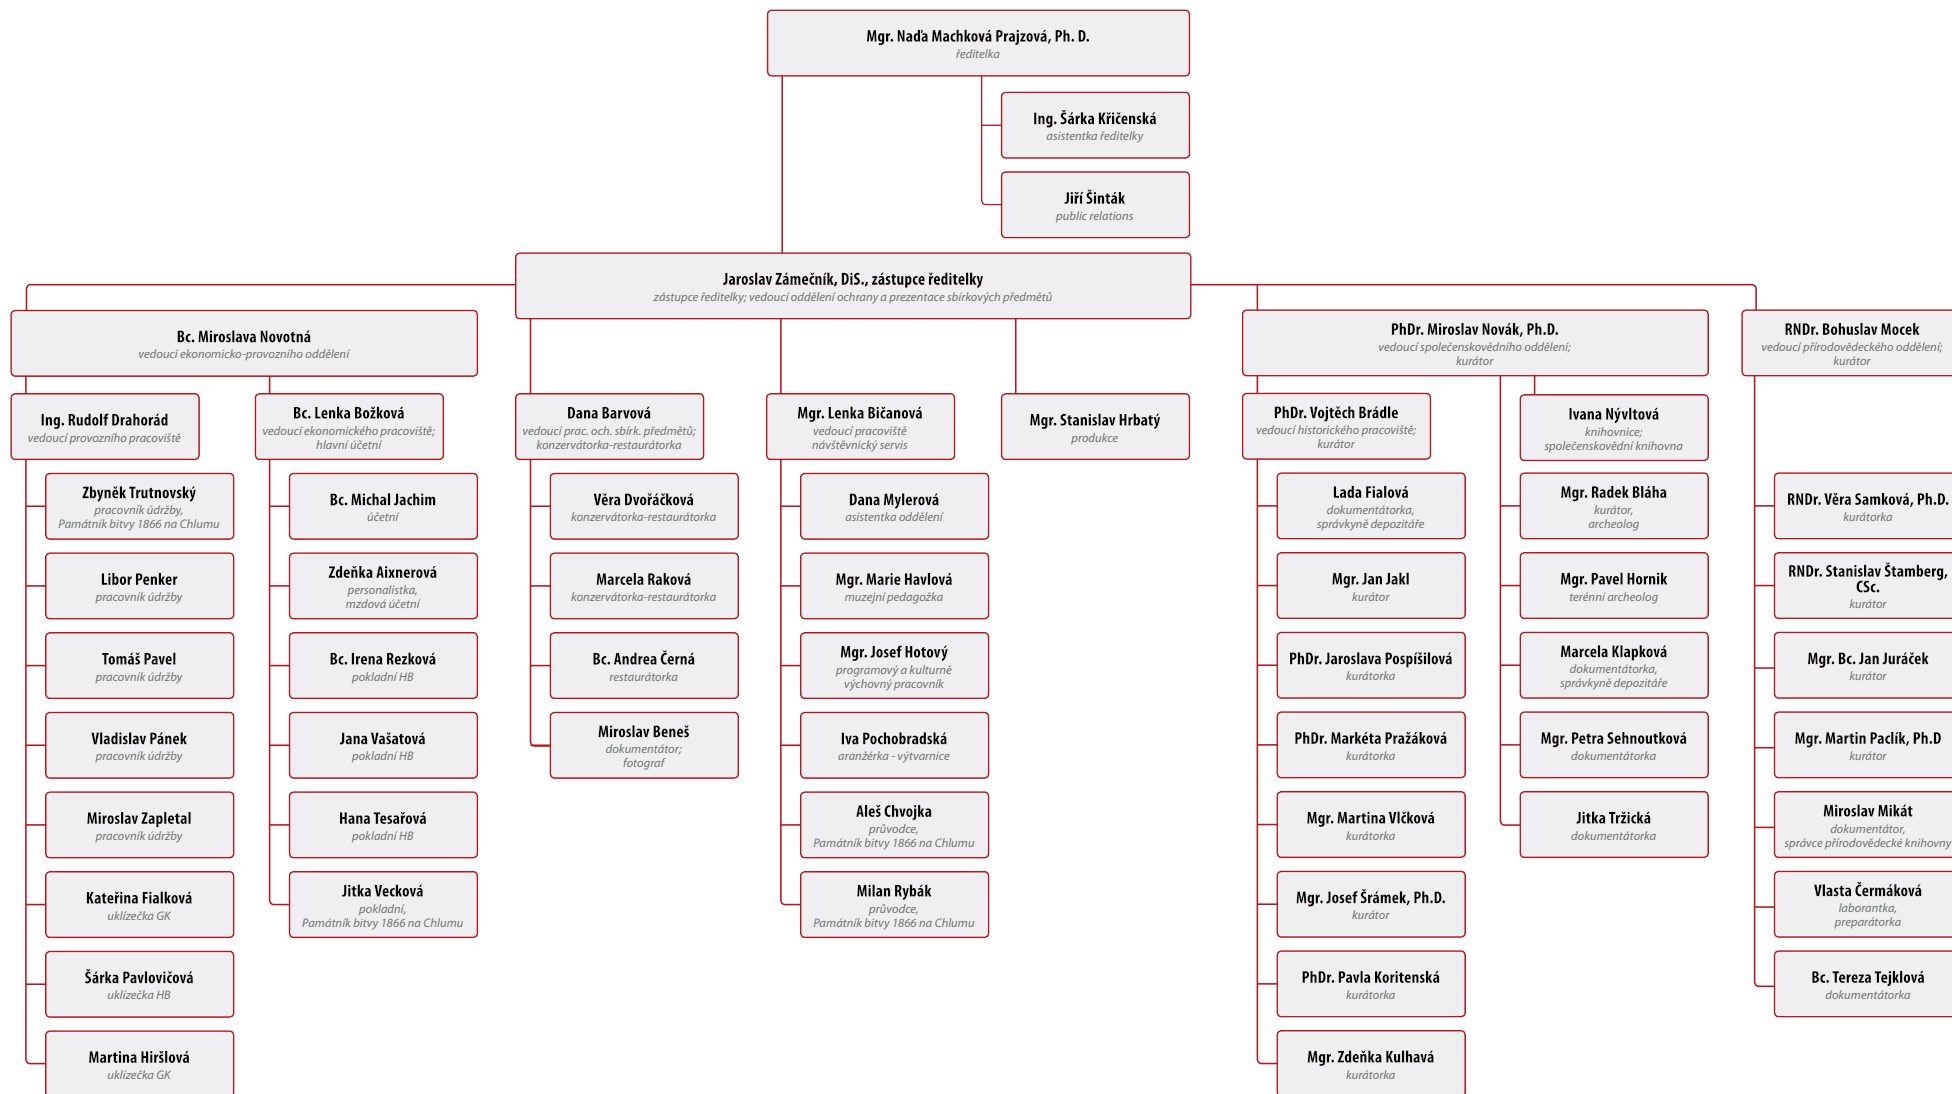 Mgr. Naďa Machková Prajzová, Ph. D.
ředitelka
Ing. Šárka Křičenská
asistentka ředitelky
Jiří Šinták
public relations
Jaroslav Zámečník, DiS., zástupce ředitelky
zástupce ředitelky; vedoucí oddělení ochrany a prezentace sbírkových předmětů
Bc. Miroslava Novotná
vedoucí ekonomicko-provozního oddělení
Ing. Rudolf Drahorád
vedoucí provozního pracoviště
Zbyněk Trutnovský
pracovník údržby,
Památník bitvy 1866 na Chlumu
Libor Penker
pracovník údržby
Tomáš Pavel
pracovník údržby
Vladislav Pánek
pracovník údržby
Miroslav Zapletal
pracovník údržby
Kateřina Fialková
uklízečka GK
Šárka Pavlovičová
uklízečka HB
Martina Hiršlová
uklízečka GK
Bc. Lenka Božková
vedoucí ekonomického pracoviště;
hlavní účetní
Bc. Michal Jachim
účetní
Zdeňka Aixnerová
personalistka,
mzdová účetní
Bc. Irena Rezková
pokladní HB
Jana Vašatová
pokladní HB
Hana Tesařová
pokladní HB
Jitka Vecková
pokladní,
Památník bitvy 1866 na Chlumu
Dana Barvová
vedoucí prac. och. sbírk. předmětů;
konzervátorka-restaurátorka
Věra Dvořáčková
konzervátorka-restaurátorka
Marcela Raková
konzervátorka-restaurátorka
Bc. Andrea Černá
restaurátorka
Miroslav Beneš
dokumentátor;
fotograf
Mgr. Lenka Bičanová
vedoucí pracoviště
návštěvnický servis
Dana Mylerová
asistentka oddělení
Mgr. Marie Havlová
muzejní pedagožka
Mgr. Josef Hotový
programový a kulturně
výchovný pracovník
Iva Pochobradská
aranžérka - výtvarnice
Aleš Chvojka
průvodce,
Památník bitvy 1866 na Chlumu
Milan Rybák
průvodce,
Památník bitvy 1866 na Chlumu
Mgr. Stanislav Hrbatý
produkce
PhDr. Miroslav Novák, Ph.D.
vedoucí společenskovědního oddělení;
kurátor
PhDr. Vojtěch Brádle
vedoucí historického pracoviště;
kurátor
Lada Fialová
dokumentátorka,
správkyně depozitáře
Mgr. Jan Jakl
kurátor
PhDr. Jaroslava Pospíšilová
kurátorka
PhDr. Markéta Pražáková
kurátorka
Mgr. Martina Vlčková
kurátorka
Mgr. Josef Šrámek, Ph.D.
kurátor
PhDr. Pavla Koritenská
kurátorka
Mgr. Zdeňka Kulhavá
kurátorka
Ivana Nývltová
knihovnice;
společenskovědní knihovna
Mgr. Radek Bláha
kurátor,
archeolog
Mgr. Pavel Horník
terénní archeolog
Marcela Klapková
dokumentátorka,
správkyně depozitáře
Mgr. Petra Sehnoutková
dokumentátorka
Jitka Tržická
dokumentátorka
RNDr. Bohuslav Mocek
vedoucí přírodovědeckého oddělení;
kurátor
RNDr. Věra Samková, Ph.D.
kurátorka
RNDr. Stanislav Štamberg,
CSc.
kurátor
Mgr. Bc. Jan Juráček
kurátor
Mgr. Martin Paclík, Ph.D
kurátor
Miroslav Mikát
dokumentátor,
správce přírodovědecké knihovny
Vlasta Čermáková
laborantka,
preparátorka
Bc. Tereza Tejklová
dokumentátorka